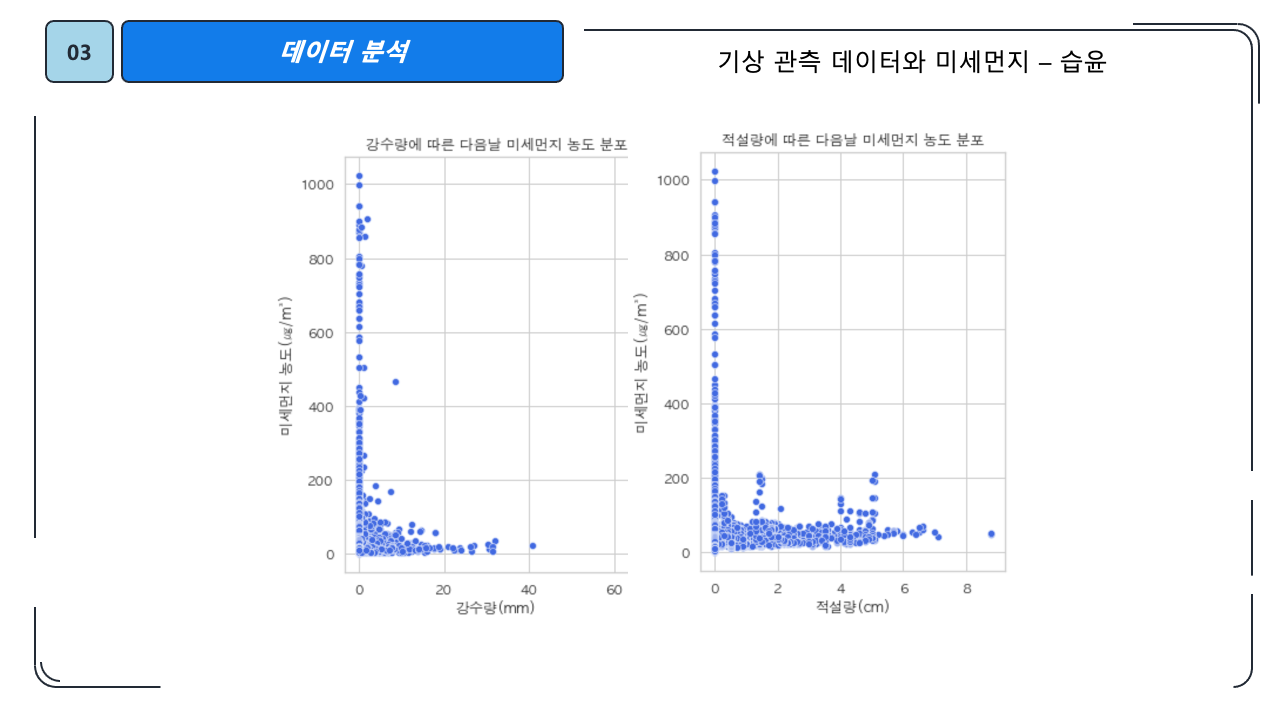 03
데이터 분석
기상 관측 데이터와 미세먼지 – 습윤
강수량에 따른 다음날 미세먼지 농도 분포
미세먼지 농도(㎍/m³)
1000
800
600
400
200
0
0 20 40 60
강수량(mm)
적설량에 따른 다음날 미세먼지 농도 분포
미세먼지 농도(㎍/m³)
1000
800
600
400
200
0
0 2 4 6 8
적설량(cm)